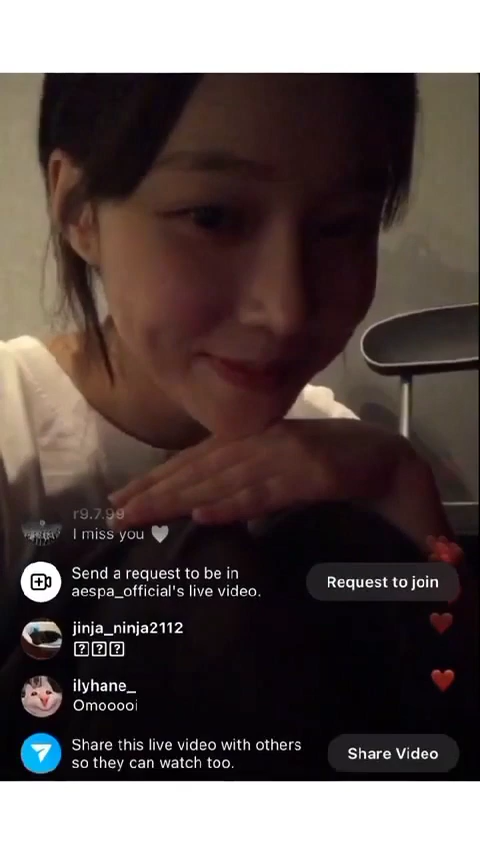 r9.7.99
I miss you 🤍
Send a request to be in
aespa_official's live video.
Request to join
jinja_ninja2112
⍰⍰⍰
ilyhane_
Omooooi
Share this live video with others
so they can watch too.
Share Video